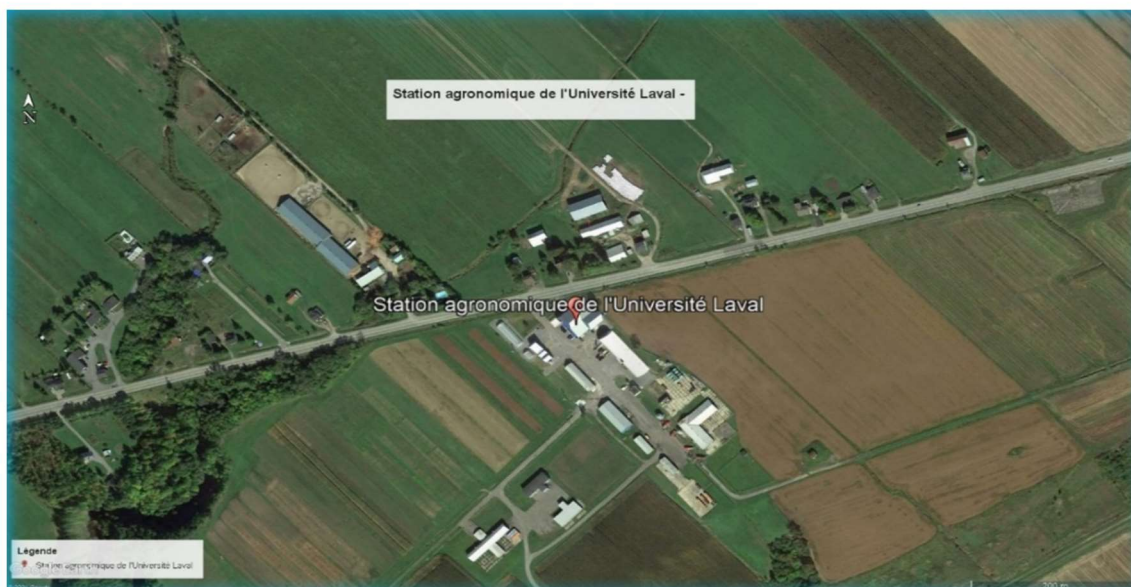 Station agronomique de l'Université Laval -
N
Station agronomique de l'Université Laval
Légende
Station agronomique de l'Université Laval